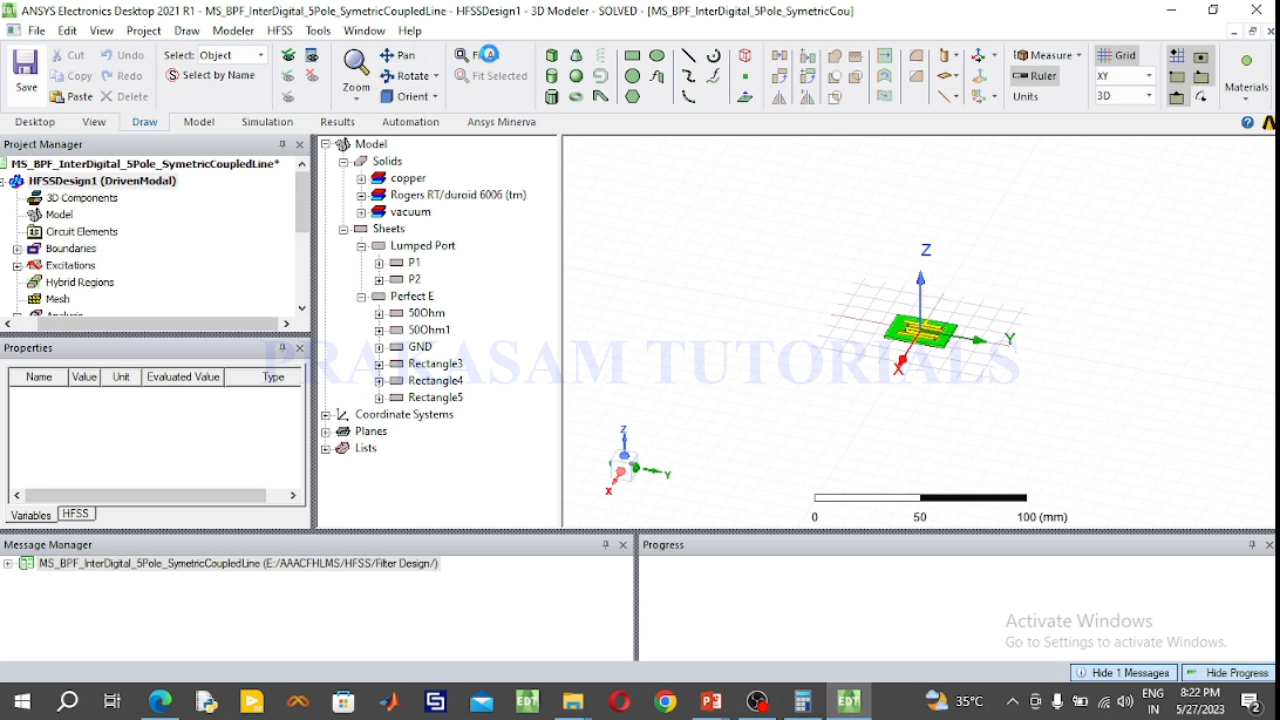 ANSYS Electronics Desktop 2021 R1 - MS_BPF_InterDigital_5Pole_SymetricCoupledLine - HFSSDesign1 - 3D Modeler - SOLVED - [MS_BPF_InterDigital_5Pole_SymetricCou]
File Edit View Project Draw Modeler HFSS Tools Window Help
Save
Cut Undo
Copy Redo
Paste Delete
Select: Object
Select by Name
Zoom
Pan
Rotate
Orient
Fit Selected
Measure
Ruler
Units
Grid
XY
3D
Materials
Desktop View Draw Model Simulation Results Automation Ansys Minerva
Project Manager
MS_BPF_InterDigital_5Pole_SymetricCoupledLine*
HFSSDesign1 (DrivenModal)
3D Components
Model
Circuit Elements
Boundaries
Excitations
Hybrid Regions
Mesh
Properties
Name Value Unit Evaluated Value Type
Variables HFSS
Model
Solids
copper
Rogers RT/duroid 6006 (tm)
vacuum
Sheets
Lumped Port
P1
P2
Perfect E
50Ohm
50Ohm1
GND
Rectangle3
Rectangle4
Rectangle5
Coordinate Systems
Planes
Lists
Z
Y
X
Z
Y
X
0 50 100 (mm)
PRAKASAM TUTORIALS
Message Manager
MS_BPF_InterDigital_5Pole_SymetricCoupledLine (E:/AAACFHLMS/HFSS/Filter Design/)
Progress
Activate Windows
Go to Settings to activate Windows.
Hide 1 Messages Hide Progress
35°C
ENG
IN
8:22 PM
5/27/2023
2